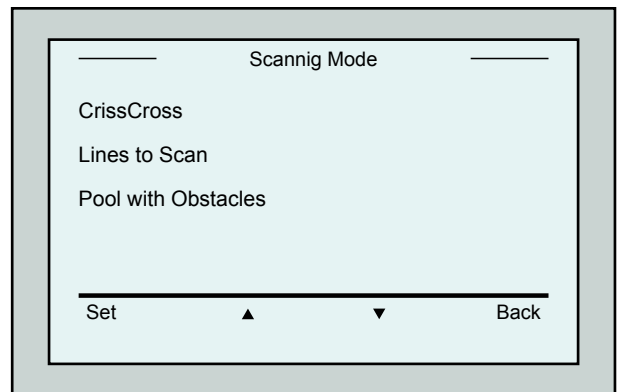 Scannig Mode
CrissCross
Lines to Scan
Pool with Obstacles
Set ▲ ▼ Back